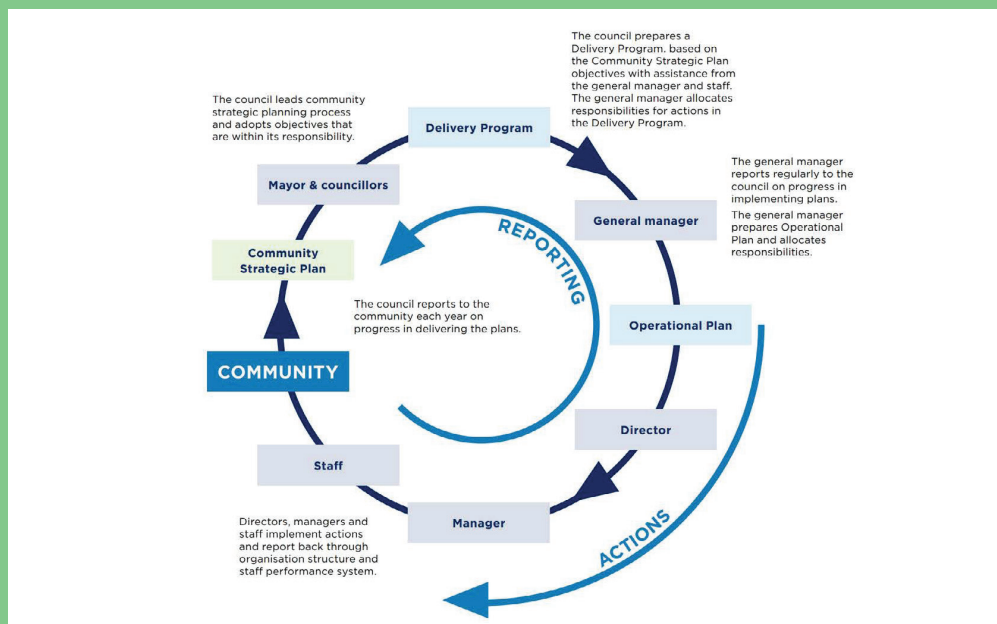 The council prepares a
Delivery Program, based on
the Community Strategic Plan
objectives with assistance from
the general manager and staff.
The general manager allocates
responsibilities for actions in
the Delivery Program.
The council leads community
strategic planning process
and adopts objectives that
are within its responsibility.
Delivery Program
The general manager
reports regularly to the
council on progress in
implementing plans.
The general manager
prepares Operational
Plan and allocates
responsibilities.
Mayor & councillors
General manager
REPORTING
Community
Strategic Plan
The council reports to the
community each year on
progress in delivering the plans.
Operational Plan
COMMUNITY
Director
Staff
Manager
ACTIONS
Directors, managers and
staff implement actions
and report back through
organisation structure and
staff performance system.